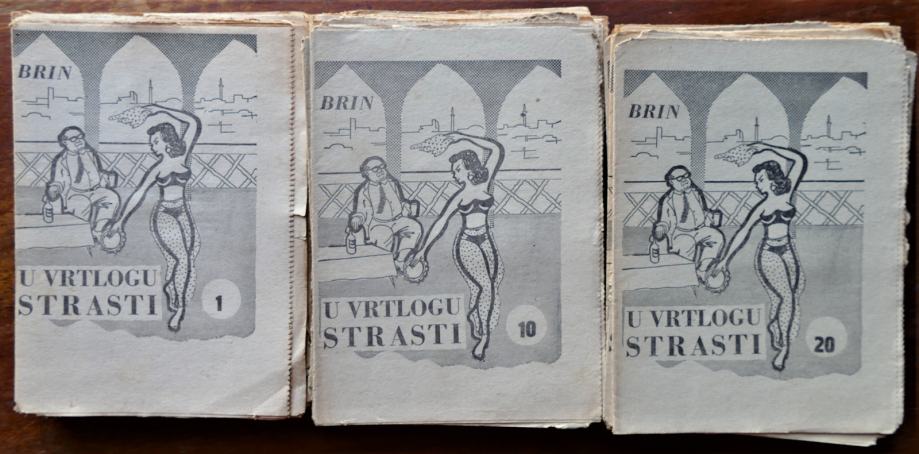 BRIN
U VRTLOGU
STRASTI
1
BRIN
U VRTLOGU
STRASTI
10
BRIN
U VRTLOGU
STRASTI
20